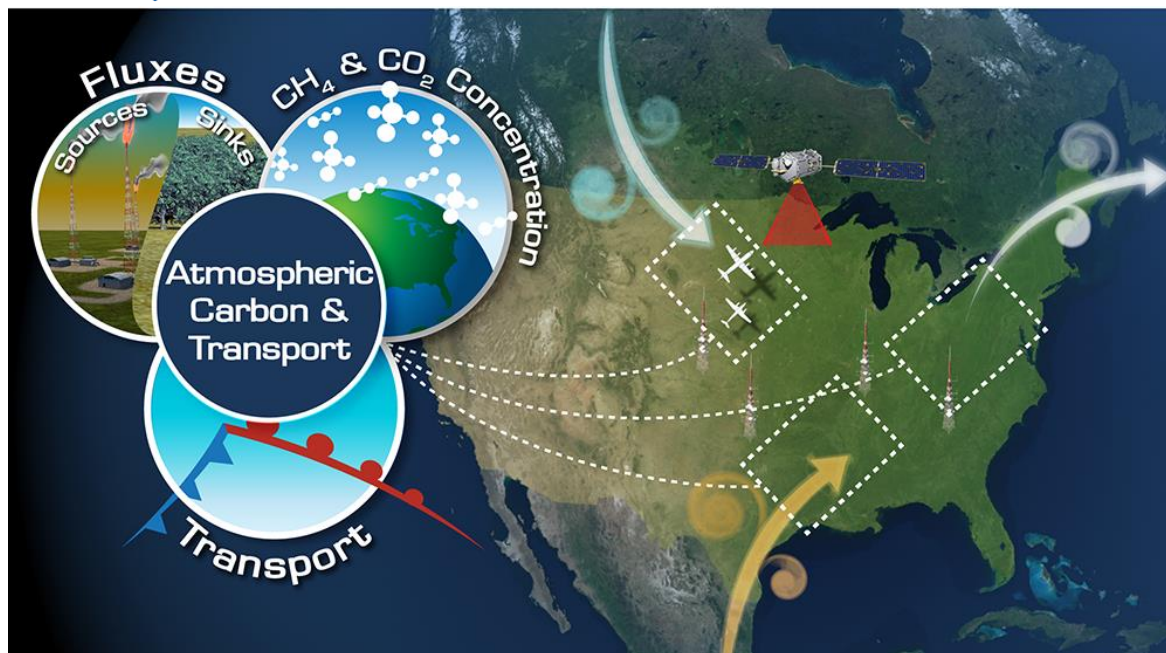 Fluxes
Sources
Sinks
CH₄ & CO₂ Concentration
Atmospheric
Carbon &
Transport
Transport